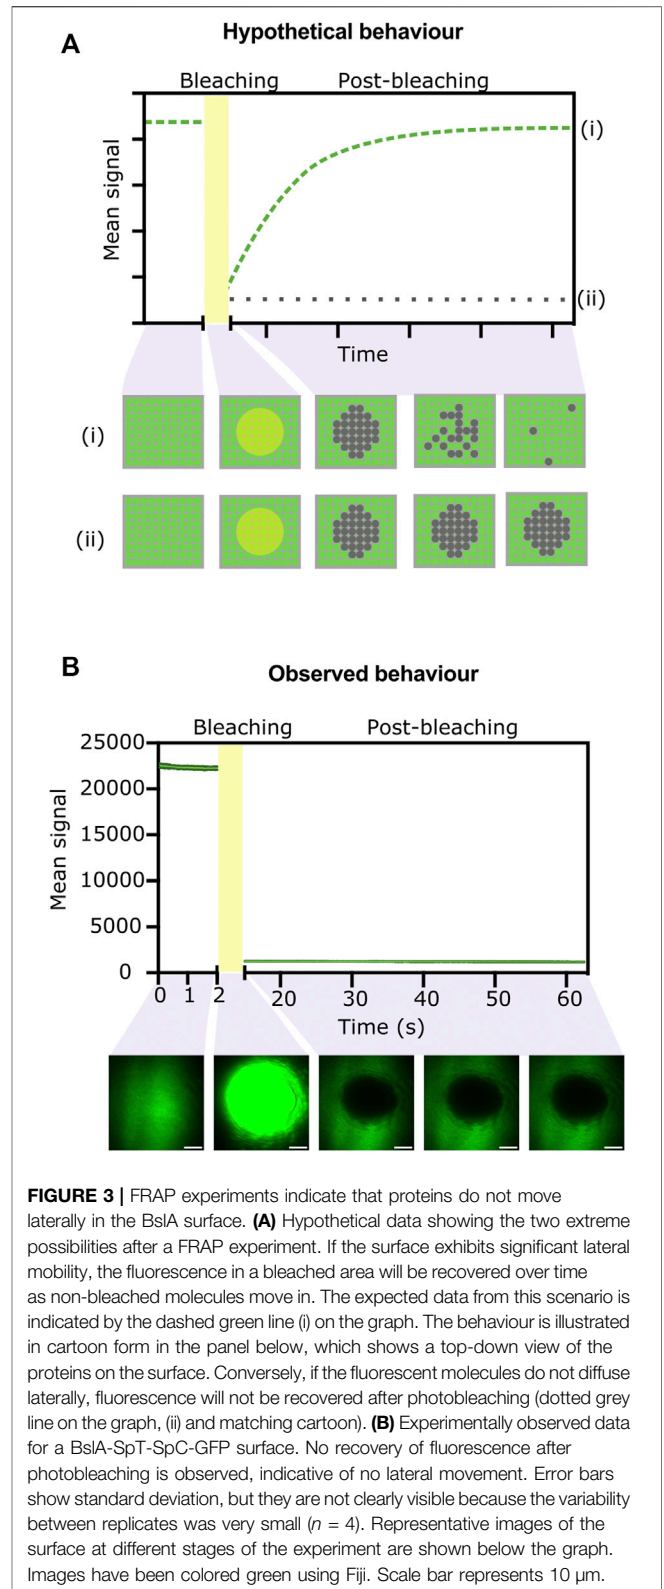 A
Hypothetical behaviour
Bleaching
Post-bleaching
Mean signal
(i)
(ii)
Time
(i)
(ii)
B
Observed behaviour
Bleaching
Post-bleaching
Mean signal
25000
20000
15000
10000
5000
0
0 1 2 20 30 40 50 60
Time (s)
FIGURE 3 | FRAP experiments indicate that proteins do not move
laterally in the BslA surface. (A) Hypothetical data showing the two extreme
possibilities after a FRAP experiment. If the surface exhibits significant lateral
mobility, the fluorescence in a bleached area will be recovered over time
as non-bleached molecules move in. The expected data from this scenario is
indicated by the dashed green line (i) on the graph. The behaviour is illustrated
in cartoon form in the panel below, which shows a top-down view of the
proteins on the surface. Conversely, if the fluorescent molecules do not diffuse
laterally, fluorescence will not be recovered after photobleaching (dotted grey
line on the graph, (ii) and matching cartoon). (B) Experimentally observed data
for a BslA-SpT-SpC-GFP surface. No recovery of fluorescence after
photobleaching is observed, indicative of no lateral movement. Error bars
show standard deviation, but they are not clearly visible because the variability
between replicates was very small (n = 4). Representative images of the
surface at different stages of the experiment are shown below the graph.
Images have been colored green using Fiji. Scale bar represents 10 µm.